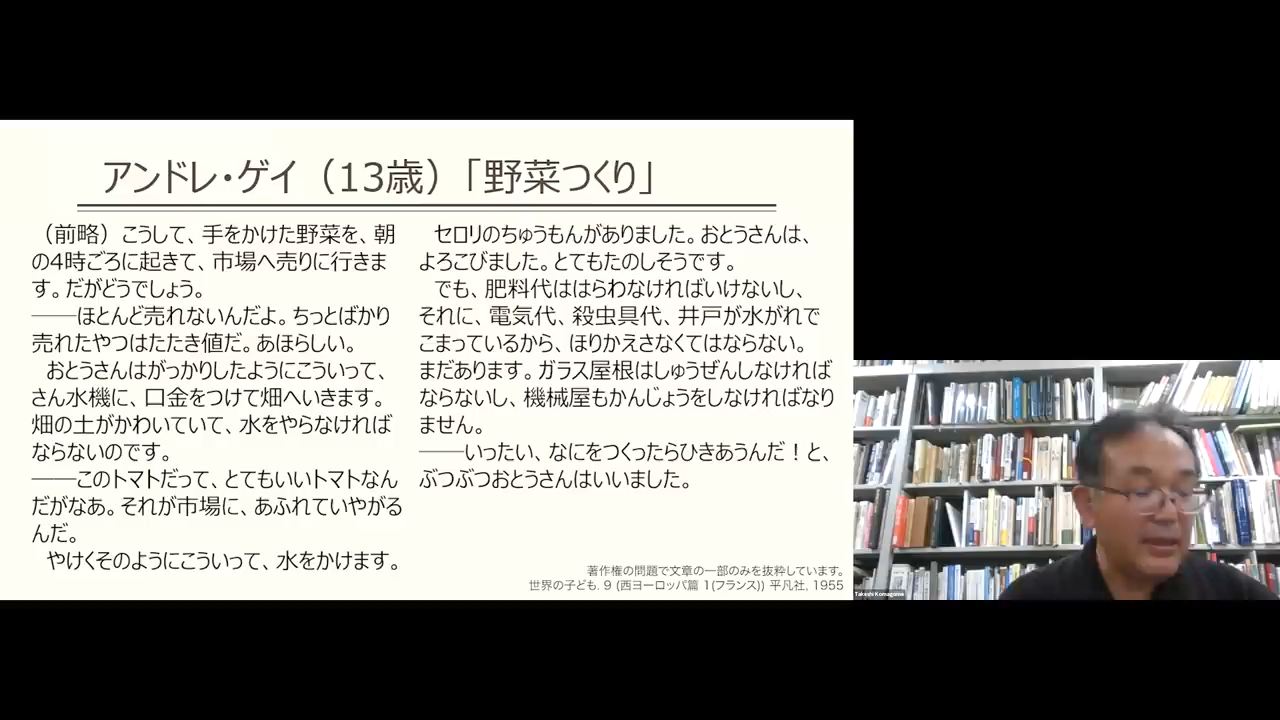 アンドレ・ゲイ（13歳）「野菜つくり」
（前略）こうして、手をかけた野菜を、朝
の４時ごろに起きて、市場へ売りに行きま
す。だがどうでしょう。
――ほとんど売れないんだよ。ちっとばかり
売れたやつはたたき値だ。あほらしい。
おとうさんはがっかりしたようにこういって、
さん水機に、口金をつけて畑へいきます。
畑の土がかわいていて、水をやらなければ
ならないのです。
――このトマトだって、とてもいいトマトなん
だがなあ。それが市場に、あふれていやがる
んだ。
やけくそのようにこういって、水をかけます。
セロリのちゅうもんがありました。おとうさんは、
よろこびました。とてもたのしそうです。
でも、肥料代ははらわなければいけないし、
それに、電気代、殺虫具代、井戸が水がれで
こまっているから、ほりかえさなくてはならない。
まだあります。ガラス屋根はしゅうぜんしなければ
ならないし、機械屋もかんじょうをしなければなり
ません。
――いったい、なにをつくったらひきあうんだ！と、
ぶつぶつおとうさんはいいました。
著作権の問題で文章の一部のみを抜粋しています。
世界の子ども. 9 (西ヨーロッパ篇 1(フランス)) 平凡社, 1955
Takeshi Komagome